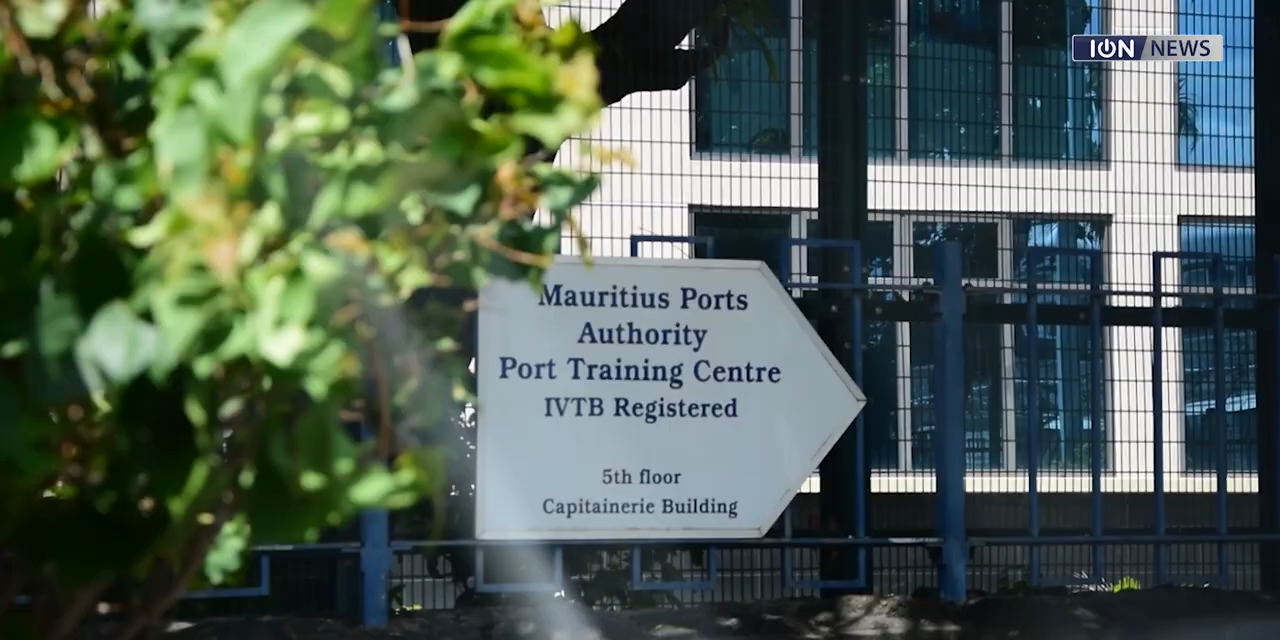 ION NEWS
Mauritius Ports
Authority
Port Training Centre
IVTB Registered
5th floor
Capitainerie Building